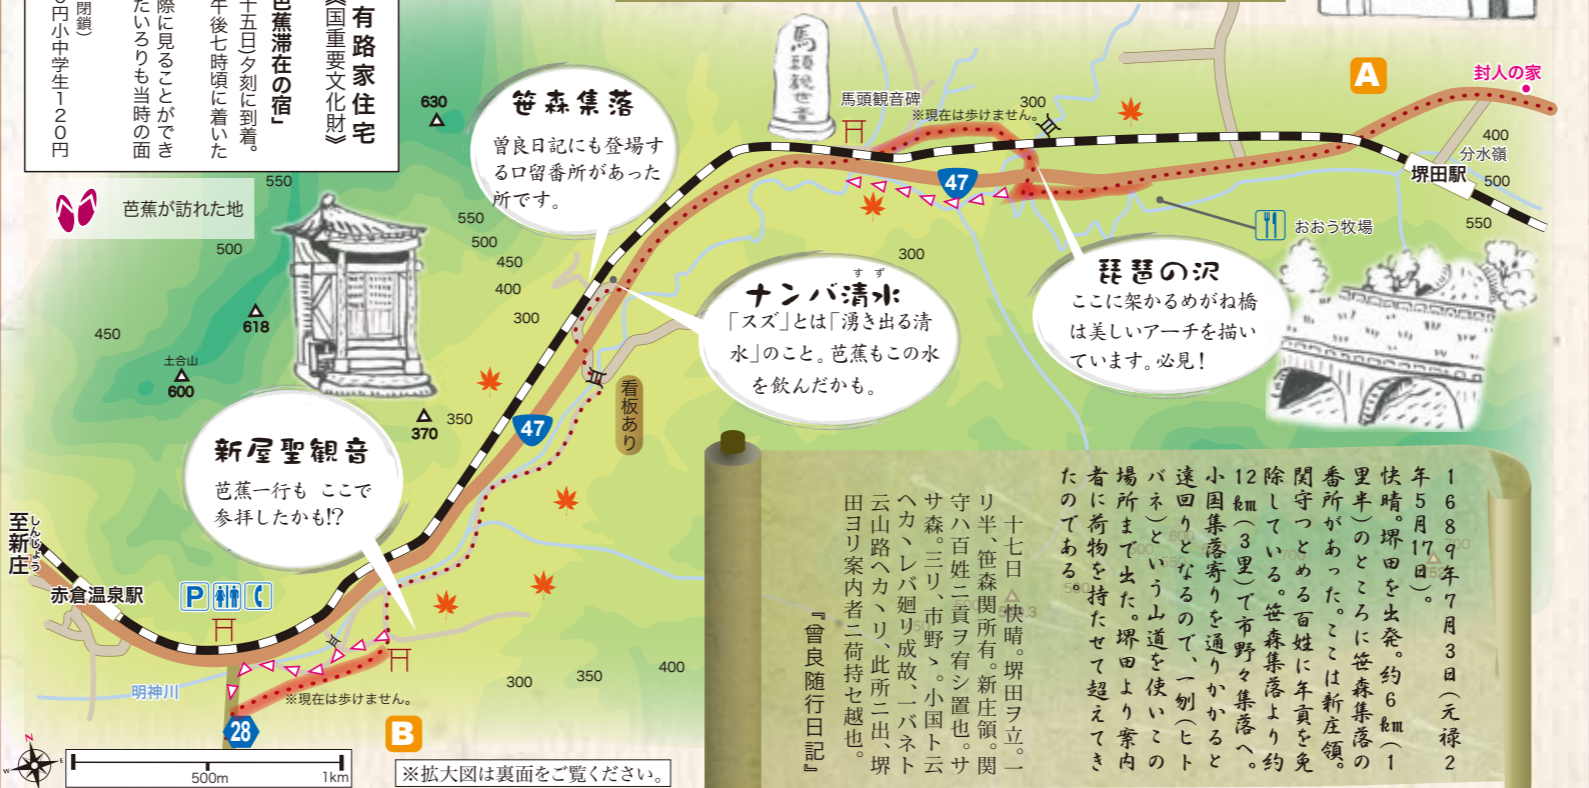 有路家住宅
《国重要文化財》
芭蕉滞在の宿」
十五日)夕刻に到着。
午後七時頃に着いた
際に見ることができ
たいろりも当時の面
閉鎖)
円小中学生120円
芭蕉が訪れた地
笹森集落
曽良日記にも登場す
る口留番所があった
所です。
馬頭観世音
馬頭観音碑
※現在は歩けません。
300
A
封人の家
400
分水嶺
500
堺田駅
550
47
おおう牧場
630
550
500
550
500
450
400
300
618
450
土合山
600
370
350
300
ナンバ清水
すず
「スズ」とは「湧き出る清
水」のこと。芭蕉もこの水
を飲んだかも。
琵琶の沢
ここに架かるめがね橋
は美しいアーチを描い
ています。必見!
看板あり
47
新屋聖観音
芭蕉一行も ここで
参拝したかも!?
至新庄
しんじょう
赤倉温泉駅
P
明神川
※現在は歩けません。
28
B
300
350
400
N
W
E
500m
1km
※拡大図は裏面をご覧ください。
1689年7月3日(元禄2
年5月17日)。
快晴。堺田を出発。約6km(1
里半)のところに笹森集落の
番所があった。ここは新庄領。
関守つとめる百姓に年貢を免
除している。笹森集落より約
12km(3里)で市野々集落へ。
小国集落寄りを通りかかると
遠回りとなるので、一刎(ヒト
バネ)という山道を使いこの
場所まで出た。堺田より案内
者に荷物を持たせて超えてき
たのである。
十七日 快晴。堺田ヲ立。一
リ半、笹森関所有。新庄領。関
守ハ百姓ニ貢ヲ宥シ置也。サ
サ森。三リ、市野ゝ。小国ト云
ヘカヽレバ廻リ成故、一バネト
云山路ヘカヽリ、此所ニ出、堺
田ヨリ案内者ニ荷持セ越也。
『曾良随行日記』